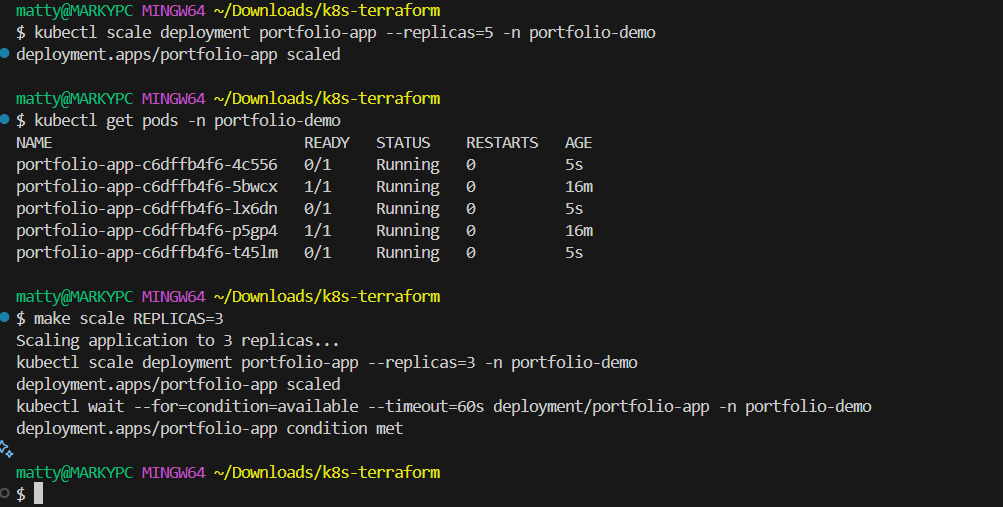 matty@MARKYPC MINGW64 ~/Downloads/k8s-terraform
$ kubectl scale deployment portfolio-app --replicas=5 -n portfolio-demo
deployment.apps/portfolio-app scaled
matty@MARKYPC MINGW64 ~/Downloads/k8s-terraform
$ kubectl get pods -n portfolio-demo
NAME READY STATUS RESTARTS AGE
portfolio-app-c6dffb4f6-4c556 0/1 Running 0 5s
portfolio-app-c6dffb4f6-5bwcx 1/1 Running 0 16m
portfolio-app-c6dffb4f6-lx6dn 0/1 Running 0 5s
portfolio-app-c6dffb4f6-p5gp4 1/1 Running 0 16m
portfolio-app-c6dffb4f6-t45lm 0/1 Running 0 5s
matty@MARKYPC MINGW64 ~/Downloads/k8s-terraform
$ make scale REPLICAS=3
Scaling application to 3 replicas...
kubectl scale deployment portfolio-app --replicas=3 -n portfolio-demo
deployment.apps/portfolio-app scaled
kubectl wait --for=condition=available --timeout=60s deployment/portfolio-app -n portfolio-demo
deployment.apps/portfolio-app condition met
matty@MARKYPC MINGW64 ~/Downloads/k8s-terraform
$